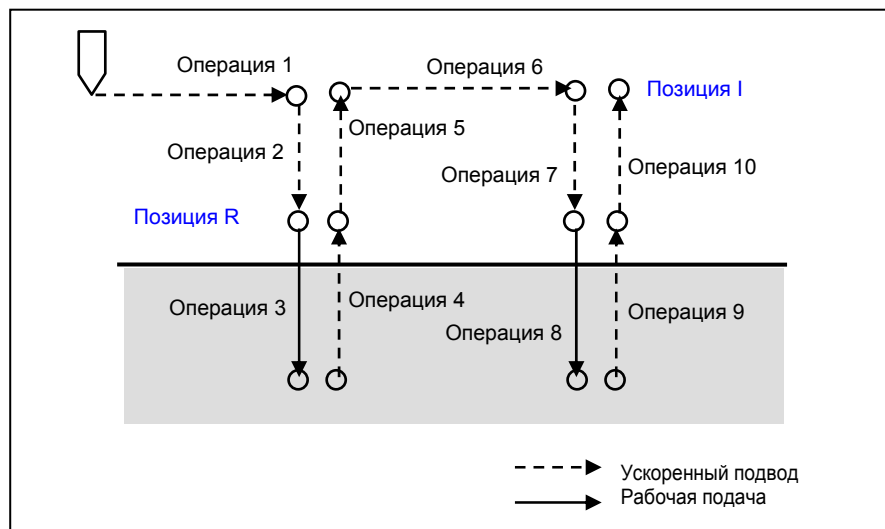 Операция 1
Операция 6
Позиция I
Операция 5
Операция 2
Операция 7
Операция 10
Позиция R
Операция 3
Операция 4
Операция 8
Операция 9
Ускоренный подвод
Рабочая подача